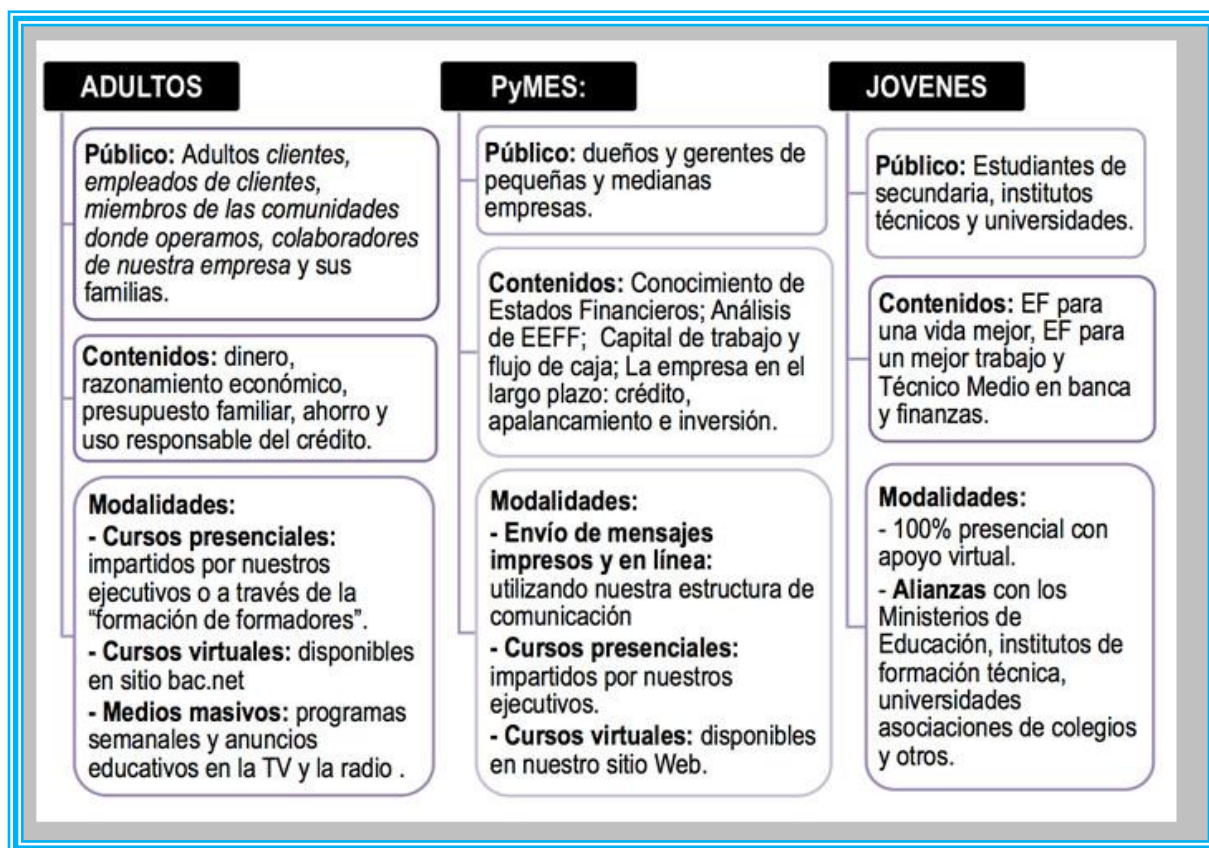 ADULTOS
Público: Adultos clientes,
empleados de clientes,
miembros de las comunidades
donde operamos, colaboradores
de nuestra empresa y sus
familias.
Contenidos: dinero,
razonamiento económico,
presupuesto familiar, ahorro y
uso responsable del crédito.
Modalidades:
- Cursos presenciales:
impartidos por nuestros
ejecutivos o a través de la
“formación de formadores”.
- Cursos virtuales: disponibles
en sitio bac.net
- Medios masivos: programas
semanales y anuncios
educativos en la TV y la radio .
PyMES:
Público: dueños y gerentes de
pequeñas y medianas
empresas.
Contenidos: Conocimiento de
Estados Financieros; Análisis
de EEFF; Capital de trabajo y
flujo de caja; La empresa en el
largo plazo: crédito,
apalancamiento e inversión.
Modalidades:
- Envío de mensajes
impresos y en línea:
utilizando nuestra estructura de
comunicación
- Cursos presenciales:
impartidos por nuestros
ejecutivos.
- Cursos virtuales: disponibles
en nuestro sitio Web.
JOVENES
Público: Estudiantes de
secundaria, institutos
técnicos y universidades.
Contenidos: EF para
una vida mejor, EF para
un mejor trabajo y
Técnico Medio en banca
y finanzas.
Modalidades:
- 100% presencial con
apoyo virtual.
- Alianzas con los
Ministerios de
Educación, institutos de
formación técnica,
universidades
asociaciones de colegios
y otros.